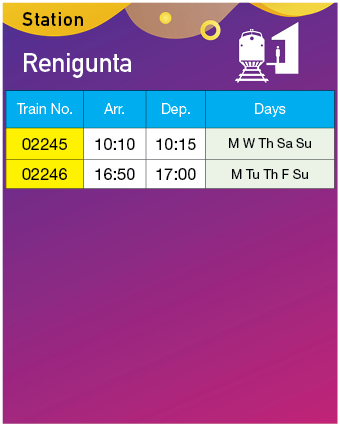 Station
Renigunta
Train No. Arr. Dep. Days
02245 10:10 10:15 M W Th Sa Su
02246 16:50 17:00 M Tu Th F Su